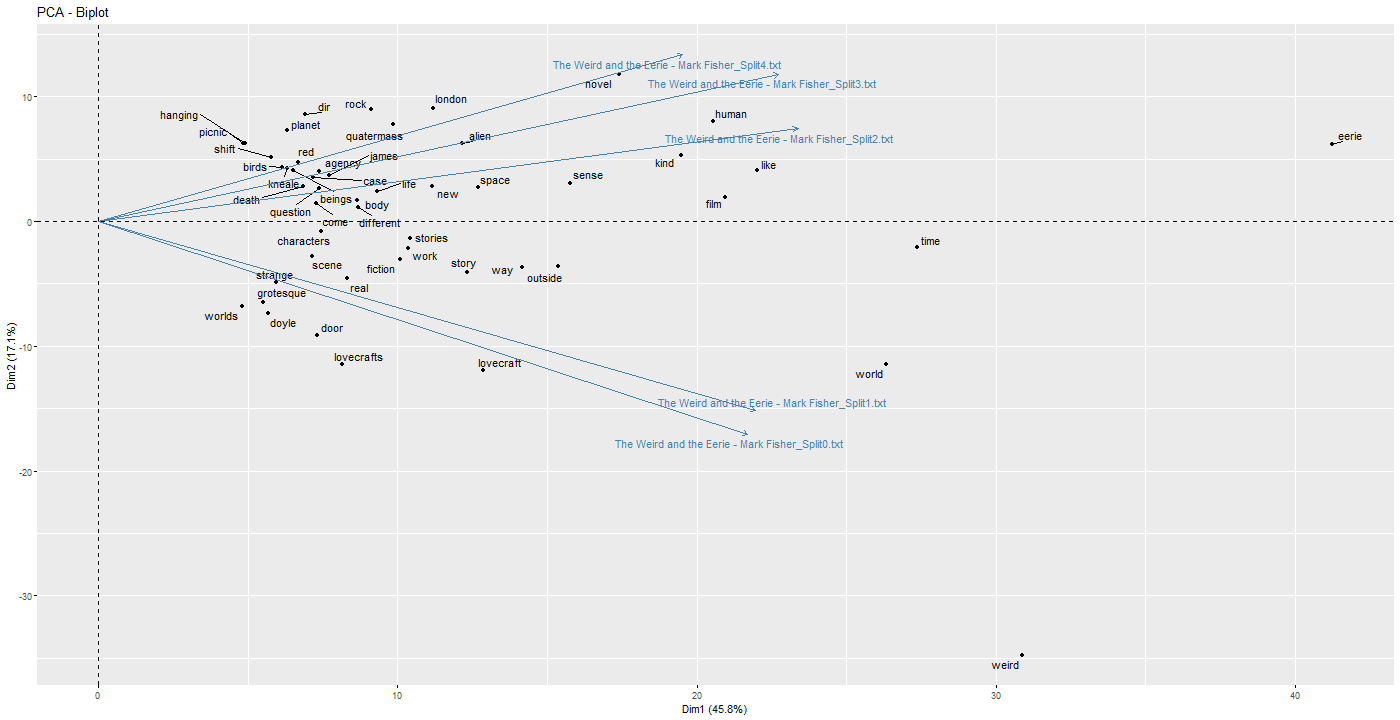 PCA - Biplot
The Weird and the Eerie - Mark Fisher_Split4.txt
novel
The Weird and the Eerie - Mark Fisher_Split3.txt
10
hanging
dir
rock
london
picnic
planet
quatermass
alien
human
The Weird and the Eerie - Mark Fisher_Split2.txt
eerie
shift
red
james
birds
agency
kind
like
kneale
case
life
space
sense
death
beings
body
new
film
question
come
different
0
characters
stories
time
scene
work
fiction
story
way
outside
strange
real
grotesque
worlds
doyle
door
-10
lovecrafts
lovecraft
world
The Weird and the Eerie - Mark Fisher_Split1.txt
The Weird and the Eerie - Mark Fisher_Split0.txt
-20
-30
weird
Dim2 (17.1%)
0
10
20
30
40
Dim1 (45.8%)